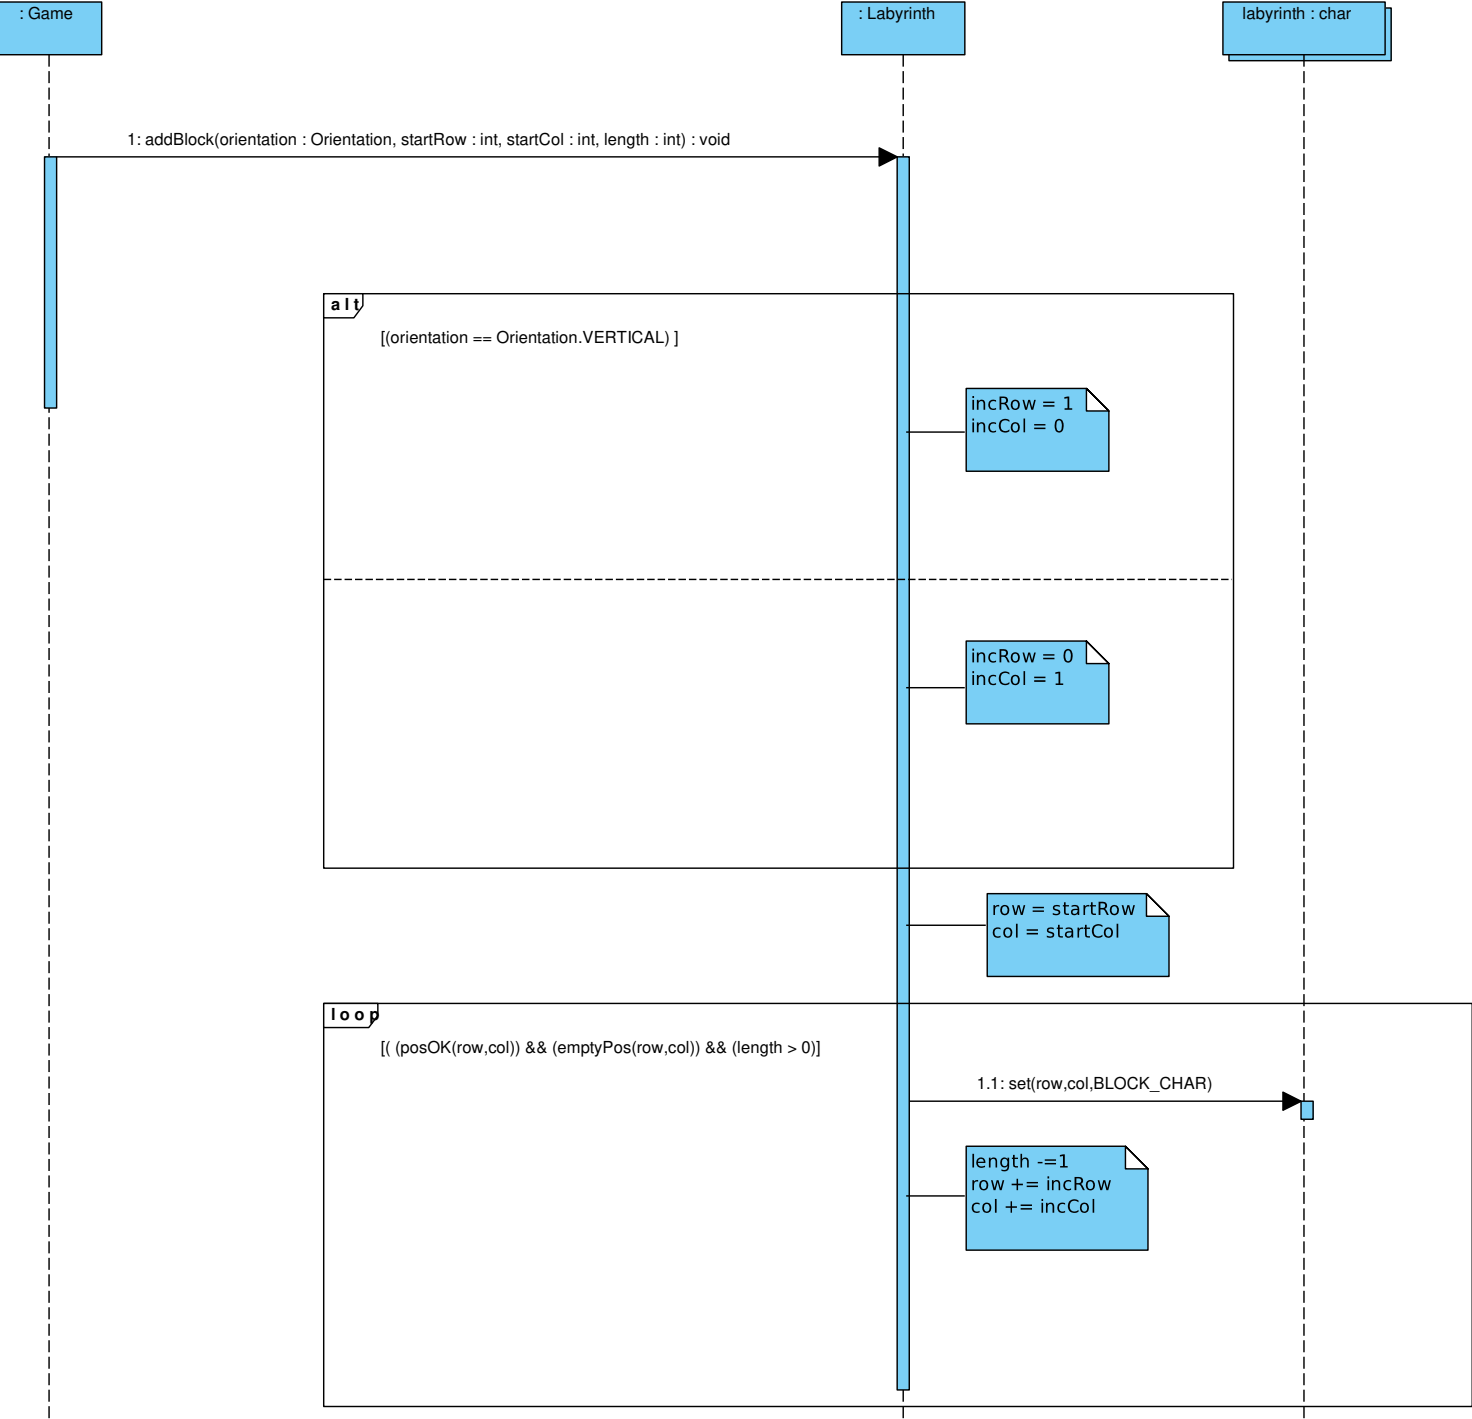 : Game
: Labyrinth
labyrinth : char
1: addBlock(orientation : Orientation, startRow : int, startCol : int, length : int) : void
alt
[(orientation == Orientation.VERTICAL) ]
incRow = 1
incCol = 0
incRow = 0
incCol = 1
row = startRow
col = startCol
loop
[( (posOK(row,col)) && (emptyPos(row,col)) && (length > 0)]
1.1: set(row,col,BLOCK_CHAR)
length -=1
row += incRow
col += incCol